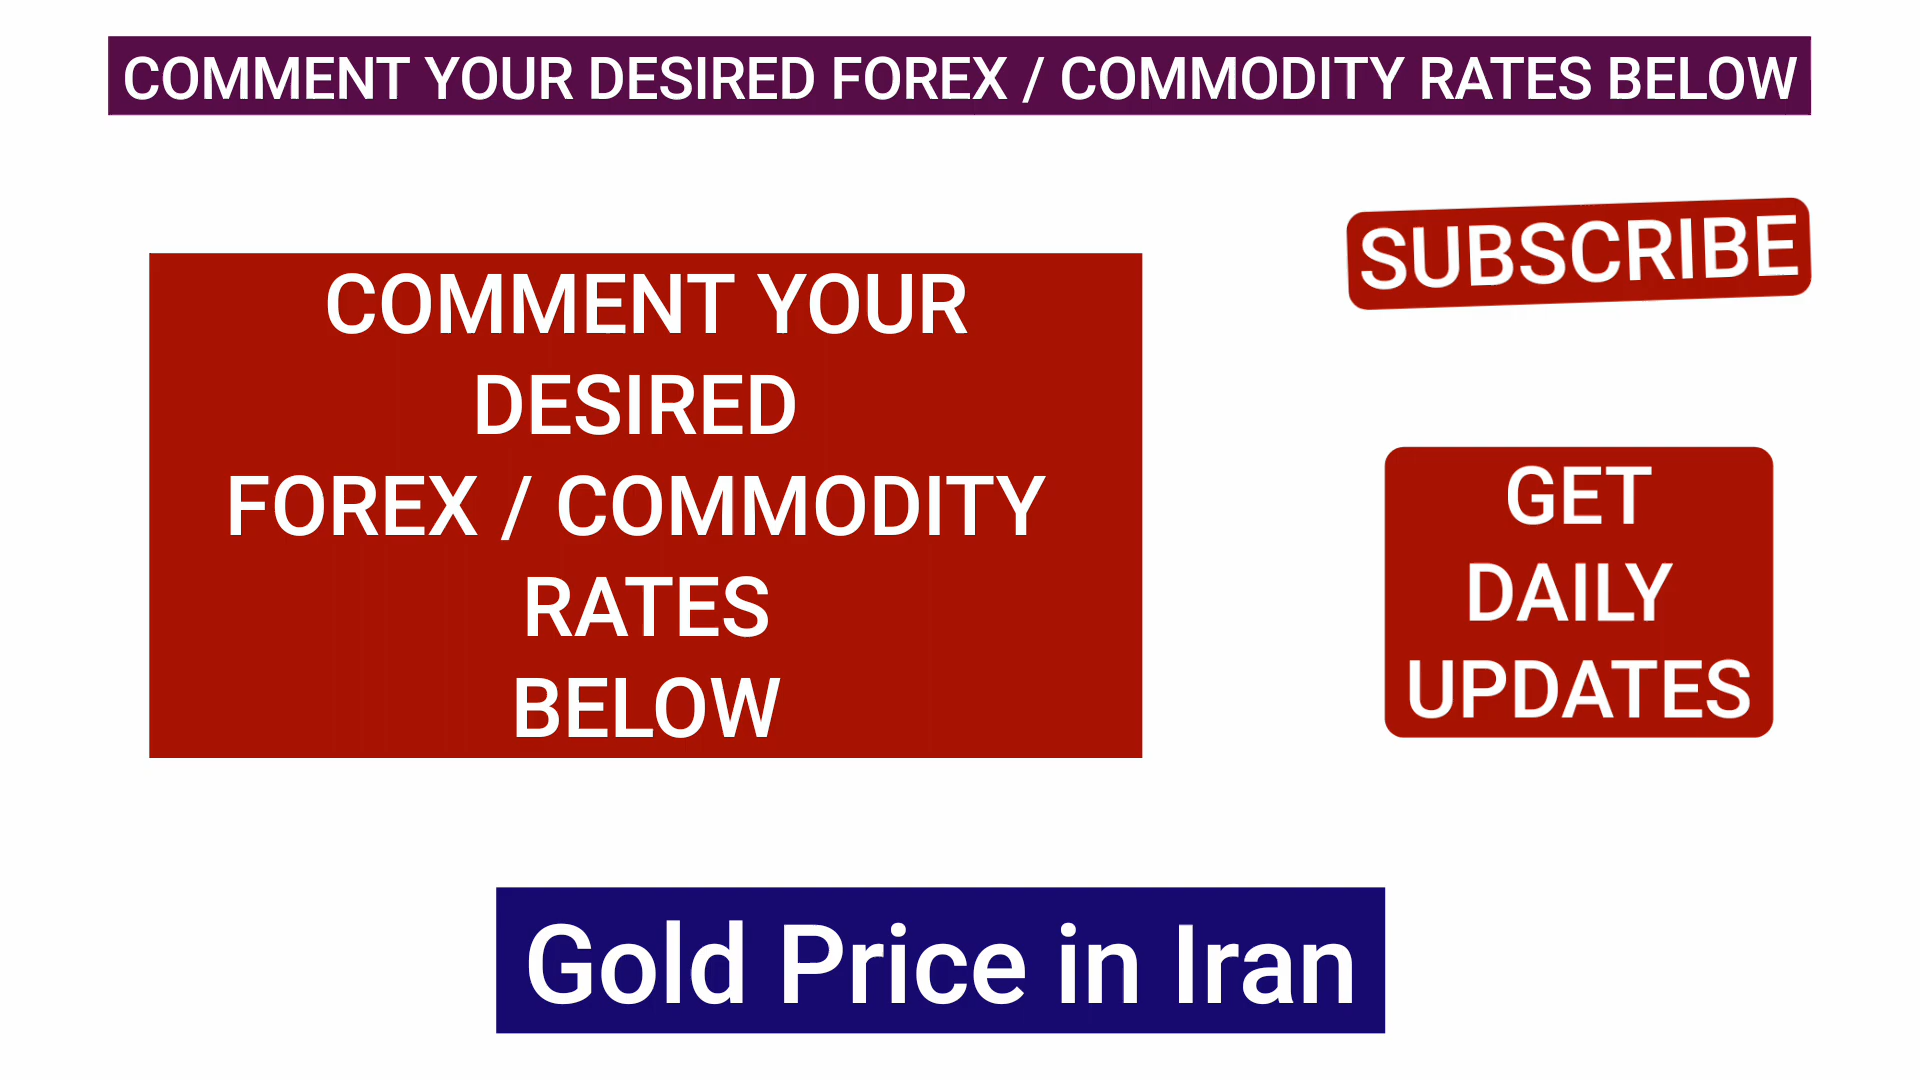 COMMENT YOUR DESIRED FOREX / COMMODITY RATES BELOW
SUBSCRIBE
COMMENT YOUR
DESIRED
FOREX / COMMODITY
RATES
BELOW
GET
DAILY
UPDATES
Gold Price in Iran